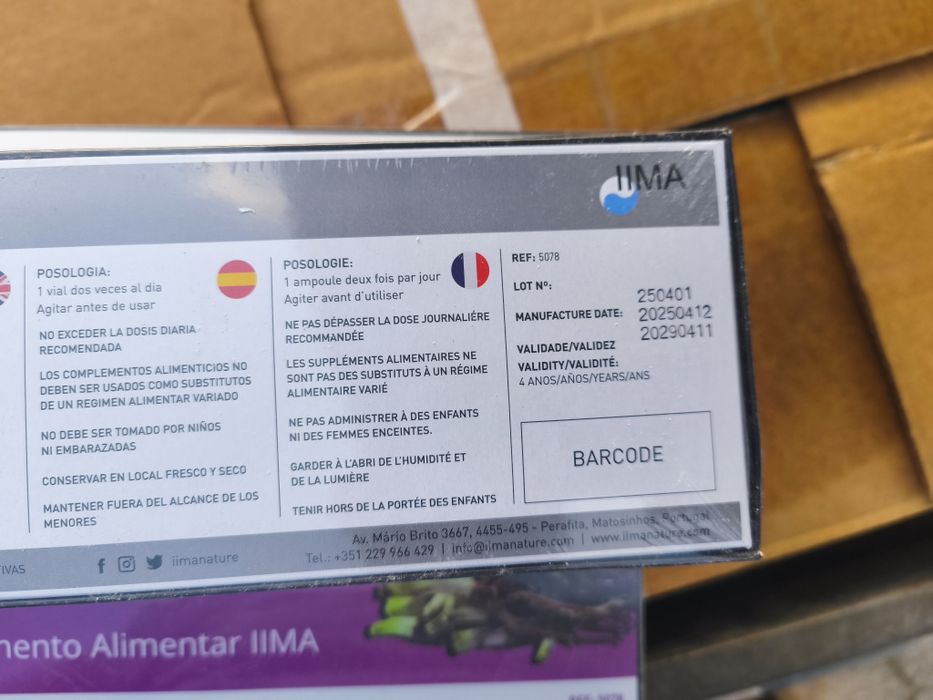 IIMA
POSOLOGIA:
1 vial dos veces al día
Agitar antes de usar
NO EXCEDER LA DOSIS DIARIA
RECOMENDADA
LOS COMPLEMENTOS ALIMENTICIOS NO
DEBEN SER USADOS COMO SUBSTITUTOS
DE UN REGIMEN ALIMENTAR VARIADO
NO DEBE SER TOMADO POR NIÑOS
NI EMBARAZADAS
CONSERVAR EN LOCAL FRESCO Y SECO
MANTENER FUERA DEL ALCANCE DE LOS
MENORES
POSOLOGIE:
1 ampoule deux fois par jour
Agiter avant d'utiliser
NE PAS DÉPASSER LA DOSE JOURNALIÈRE
RECOMMANDÉE
LES SUPPLÉMENTS ALIMENTAIRES NE
SONT PAS DES SUBSTITUTS À UN RÉGIME
ALIMENTAIRE VARIÉ
NE PAS ADMINISTRER À DES ENFANTS
NI DES FEMMES ENCEINTES.
GARDER À L'ABRI DE L'HUMIDITÉ ET
DE LA LUMIÈRE
TENIR HORS DE LA PORTÉE DES ENFANTS
REF: 5078
LOT Nº: 250401
MANUFACTURE DATE: 20250412
20290411
VALIDADE/VALIDEZ
VALIDITY/VALIDITÉ:
4 ANOS/AÑOS/YEARS/ANS
BARCODE
Av. Mário Brito 3667, 4455-495 - Perafita, Matosinhos, Portugal
Tel.: +351 229 966 429 | info@iimanature.com | www.iimanature.com
iimanature
TIVAS
mento Alimentar IIMA
REF: 5078